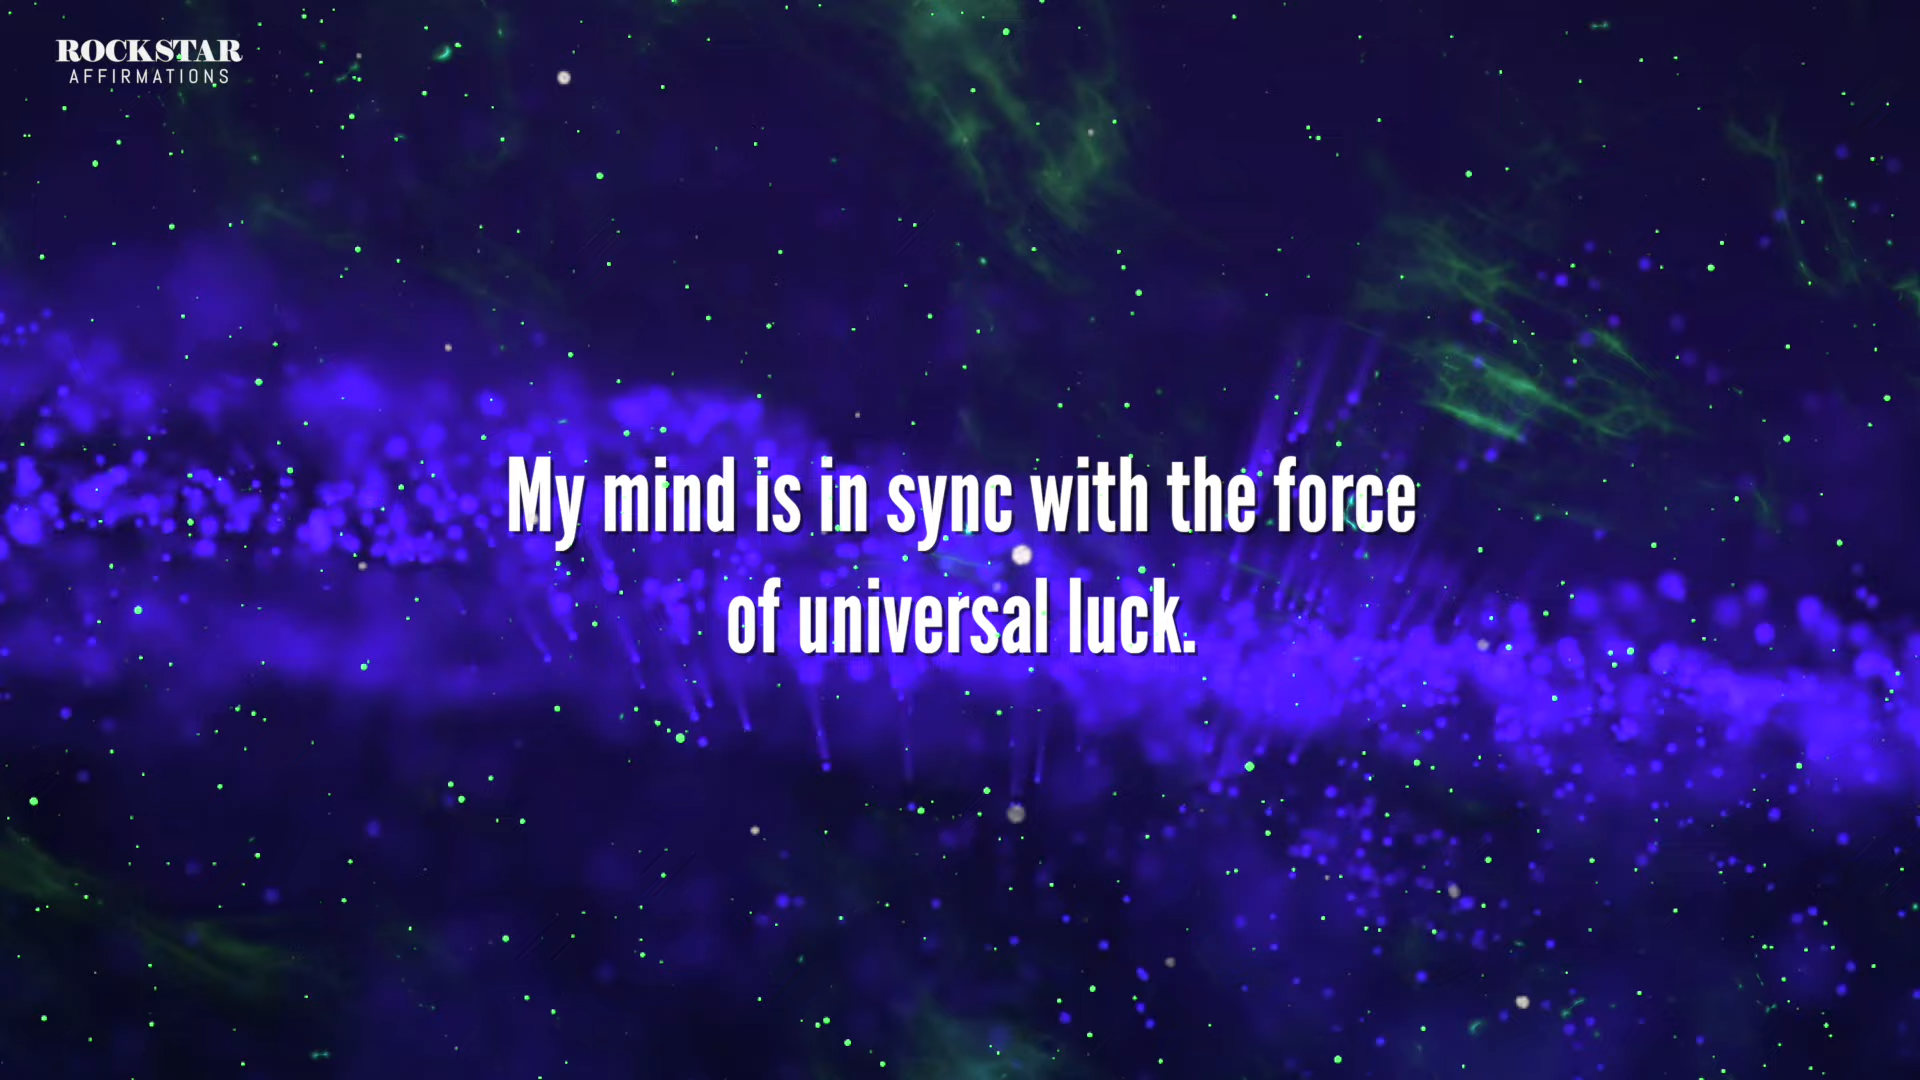 ROCKSTAR
AFFIRMATIONS
My mind is in sync with the force
of universal luck.